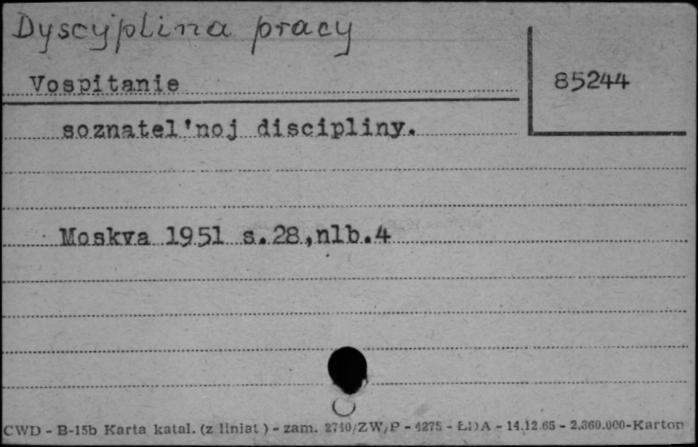 Dyscyplina pracy
Vospitanie
85244
soznatel'noj discipliny.
Moskva 1951 s.28,nlb.4
CWD - B-15b Karta katal. (z liniat ) - zam. 2740/ZW/P - 4275 - ŁDA - 14.12.65 - 2.360.000-Karton